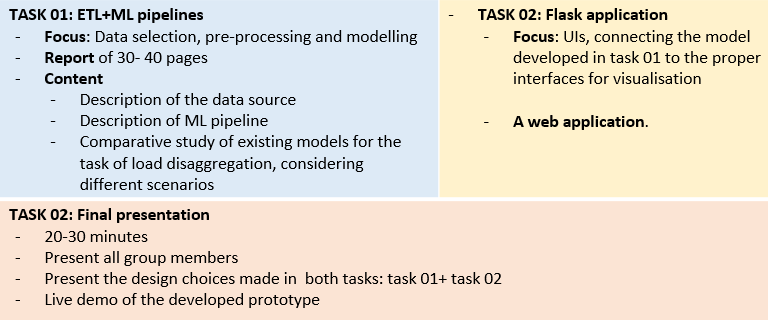 TASK 01: ETL+ML pipelines
- Focus: Data selection, pre-processing and modelling
- Report of 30- 40 pages
- Content
- Description of the data source
- Description of ML pipeline
- Comparative study of existing models for the
task of load disaggregation, considering
different scenarios
- TASK 02: Flask application
- Focus: UIs, connecting the model
developed in task 01 to the proper
interfaces for visualisation
- A web application.
TASK 02: Final presentation
- 20-30 minutes
- Present all group members
- Present the design choices made in  both tasks: task 01+ task 02
- Live demo of the developed prototype